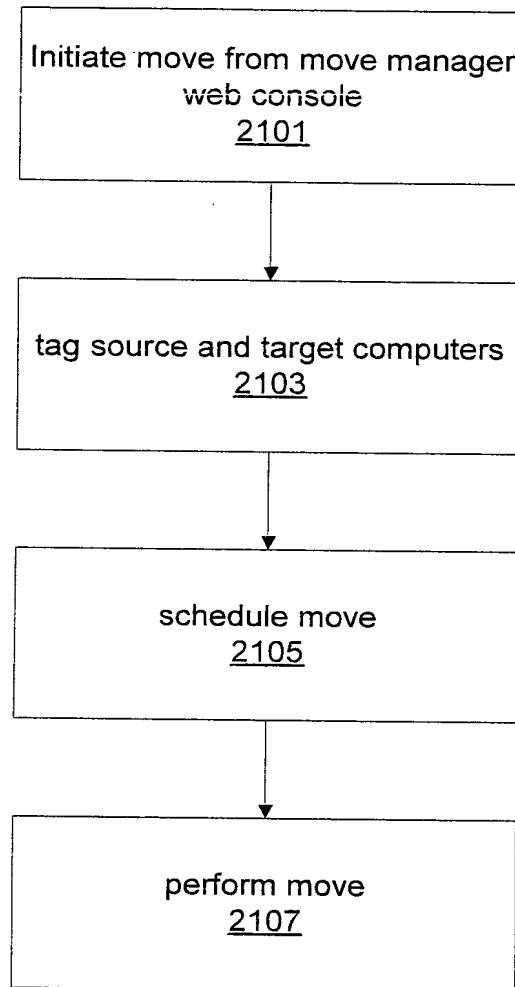 Initiate move from move manager
web console
2101
tag source and target computers
2103
schedule move
2105
perform move
2107